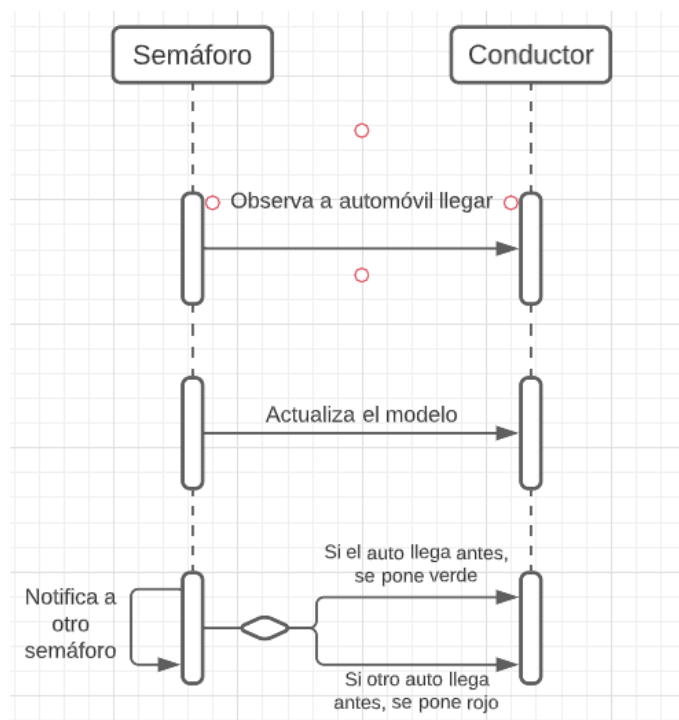 Semáforo
Conductor
Observa a automóvil llegar
Actualiza el modelo
Si el auto llega antes,
se pone verde
Notifica a
otro
semáforo
Si otro auto llega
antes, se pone rojo